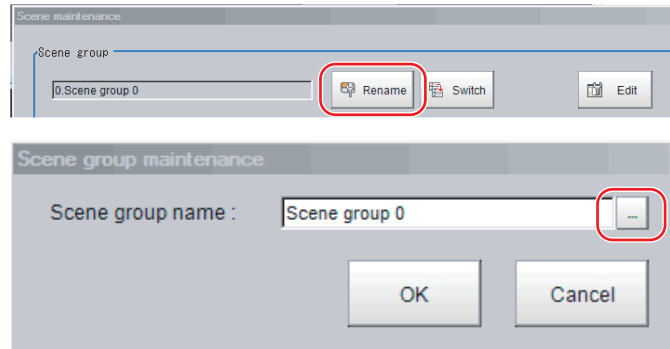 Scene maintenance
Scene group
0.Scene group 0 Rename Switch Edit
Scene group maintenance
Scene group name : Scene group 0 ...
OK Cancel